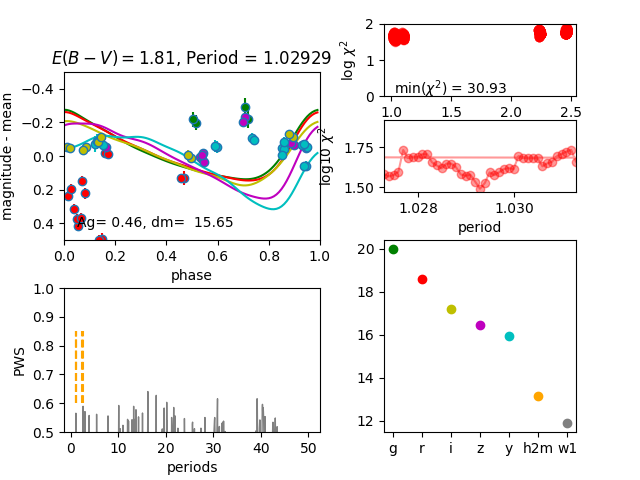 E(B − V) = 1.81, Period = 1.02929
magnitude - mean
−0.4
−0.2
0.0
0.2
0.4
Ag= 0.46, dm=  15.65
0.0 0.2 0.4 0.6 0.8 1.0
phase
log χ²
2
1
0
min(χ²) = 30.93
1.0 1.5 2.0 2.5
log10 χ²
1.75
1.50
1.028 1.030
period
PWS
1.0
0.9
0.8
0.7
0.6
0.5
0 10 20 30 40 50
periods
20
18
16
14
12
g r i z y h2m w1